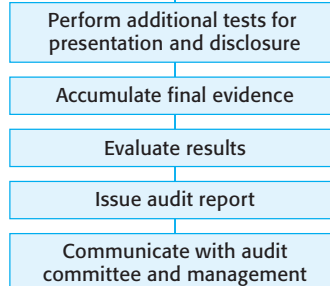 Perform additional tests for
presentation and disclosure
Accumulate final evidence
Evaluate results
Issue audit report
Communicate with audit
committee and management